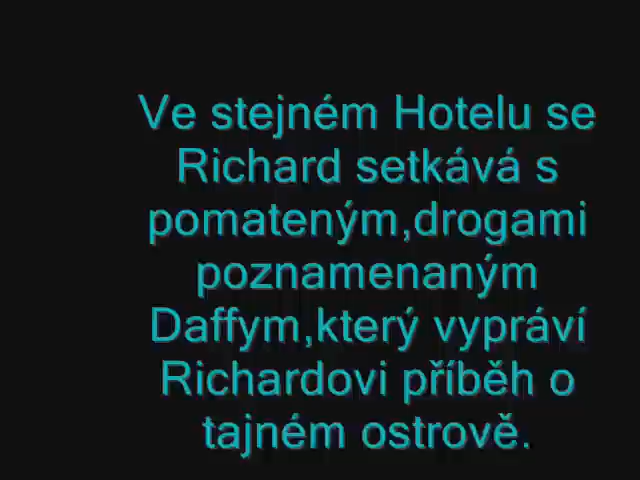 Ve stejném Hotelu se
Richard setkává s
pomateným,drogami
poznamenaným
Daffym,který vypráví
Richardovi příběh o
tajném ostrově.